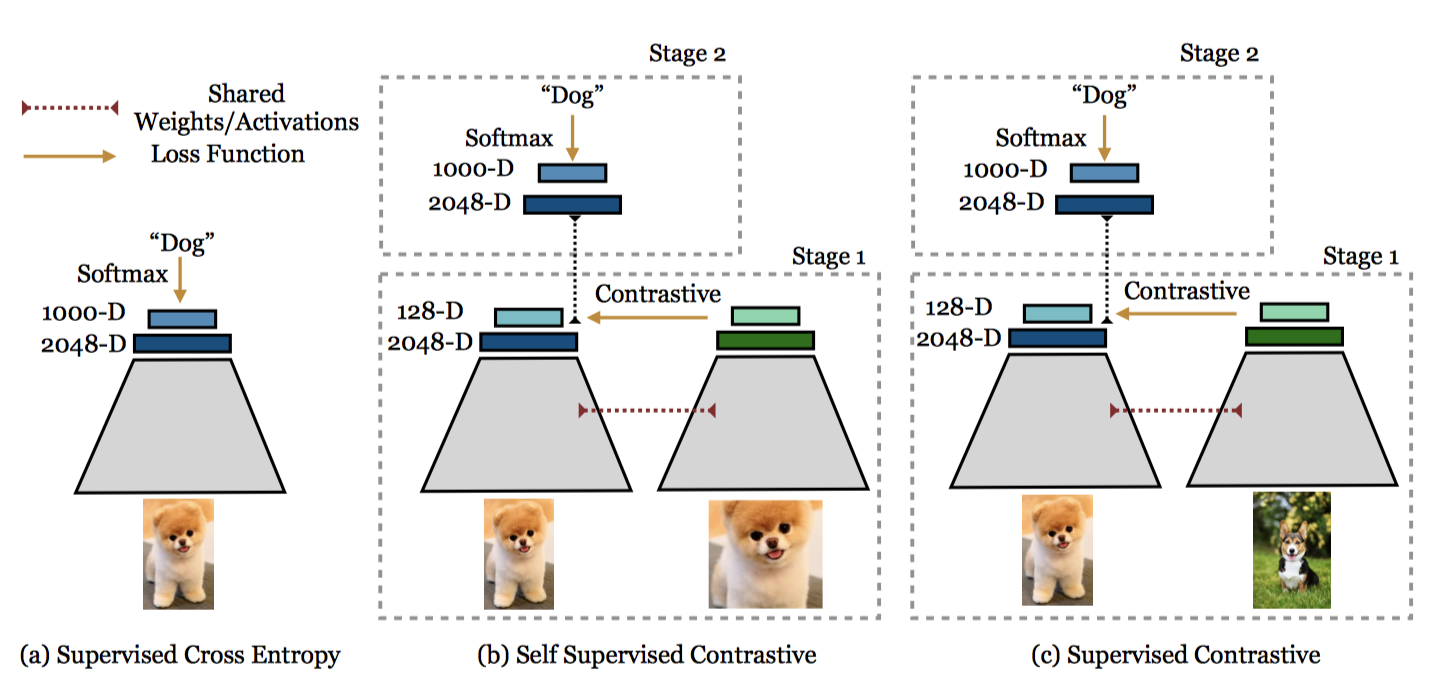 Shared
Weights/Activations
Loss Function
“Dog”
Softmax
1000-D
2048-D
(a) Supervised Cross Entropy
Stage 2
“Dog”
Softmax
1000-D
2048-D
Stage 1
Contrastive
128-D
2048-D
(b) Self Supervised Contrastive
Stage 2
“Dog”
Softmax
1000-D
2048-D
Stage 1
Contrastive
128-D
2048-D
(c) Supervised Contrastive